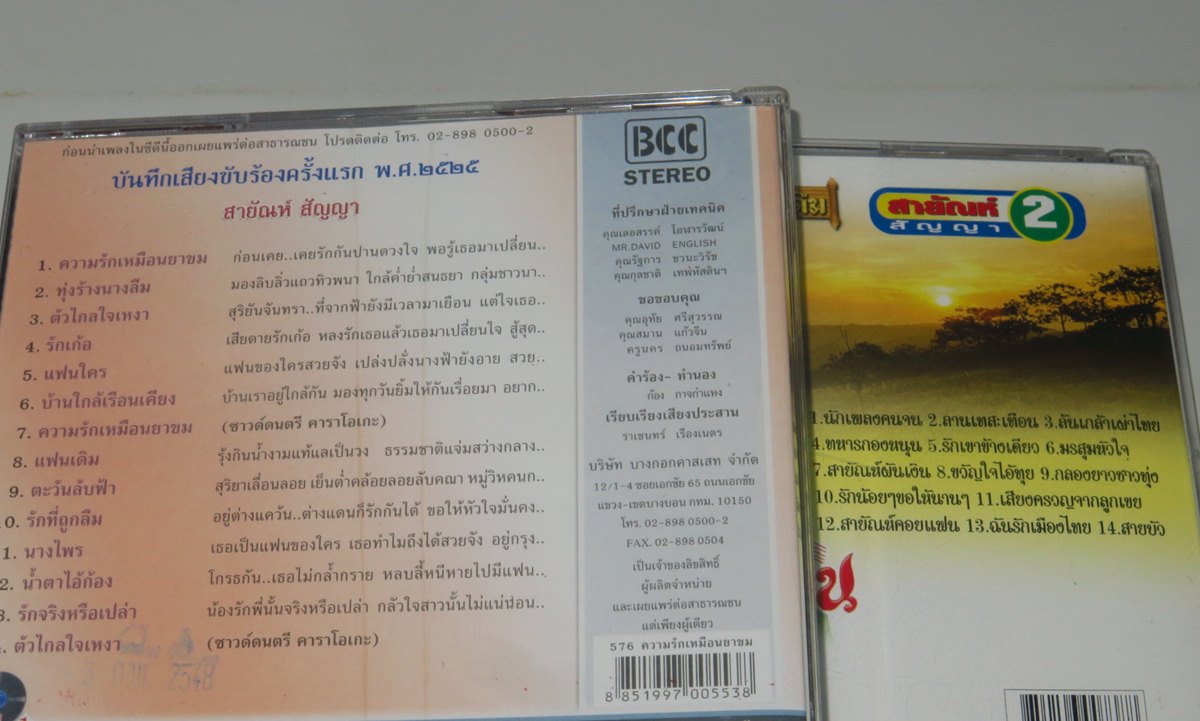 ก่อนนำเพลงในซีดีนี้ออกเผยแพร่ต่อสาธารณชน โปรดติดต่อ โทร. 02-898 0500-2
บันทึกเสียงขับร้องครั้งแรก พ.ศ.๒๕๒๕
สายัณห์ สัญญา
1. ความรักเหมือนยาขม ก่อนเคย..เคยรักกันปานดวงใจ พอรู้เธอมาเปลี่ยน..
2. ทุ่งร้างนางลืม มองลิบลิ่วแถวทิวพนา ใกล้ค่ำย่ำสนธยา กลุ่มชาวนา..
3. ตัวไกลใจเหงา สุริยันจันทรา..ที่จากฟ้ายังมีเวลามาเยือน แต่ใจเธอ..
4. รักเก้อ เสียดายรักเก้อ หลงรักเธอแล้วเธอมาเปลี่ยนใจ สู้สุด..
5. แฟนใคร แฟนของใครสวยจัง เปล่งปลั่งนางฟ้ายังอาย สวย..
6. บ้านใกล้เรือนเคียง บ้านเราอยู่ใกล้กัน มองทุกวันยิ้มให้กันเรื่อยมา อยาก..
7. ความรักเหมือนยาขม (ซาวด์ดนตรี คาราโอเกะ)
8. แฟนเดิม รุ้งกินน้ำงามแท้แลเป็นวง ธรรมชาติแจ่มสว่างกลาง..
9. ตะวันลับฟ้า สุริยาเลื่อนลอย เย็นต่ำคล้อยลอยลับคณา หมู่วิหคนก..
0. รักที่ถูกลืม อยู่ต่างแคว้น..ต่างแดนก็รักกันได้ ขอให้หัวใจมั่นคง..
1. นางไพร เธอเป็นแฟนของใคร เธอทำไมถึงได้สวยจัง อยู่กรุง..
2. น้ำตาไอ้ก้อง โกรธกัน..เธอไม่กล้ำกราย หลบลี้หนีหายไปมีแฟน..
3. รักจริงหรือเปล่า น้องรักพี่นั้นจริงหรือเปล่า กลัวใจสาวนั้นไม่แน่นอน..
. ตัวไกลใจเหงา (ซาวด์ดนตรี คาราโอเกะ)
BCC
STEREO
ที่ปรึกษาฝ่ายเทคนิค
คุณเลอสรรค์ โอฬารวัฒน์
MR.DAVID ENGLISH
คุณรัฐการ ชวนะวิรัช
คุณกุลชาติ เทพหัสดินฯ
ขอขอบคุณ
คุณอุทัย ศรีสุวรรณ
คุณสมาน แก้วจีน
ครูนคร ถนอมทรัพย์
คำร้อง- ทำนอง
ก้อง กาจกำแหง
เรียบเรียงเสียงประสาน
ราเชนทร์ เรืองเนตร
บริษัท บางกอกคาสเสท จำกัด
12/1-4 ซอยเอกชัย 65 ถนนเอกชัย
แขวง-เขตบางบอน กทม. 10150
โทร. 02-898 0500-2
FAX. 02-898 0504
เป็นเจ้าของลิขสิทธิ์
ผู้ผลิตจำหน่าย
และเผยแพร่ต่อสาธารณชน
แต่เพียงผู้เดียว
576 ความรักเหมือนยาขม
8 851997 005538
สายัณห์ 2
สัญญา
1.นักเพลงคนจน 2.ลานเทสะเทือน 3.ลันเกล้าเผ่าไทย
4.ทหารกองหนุน 5.รักเขาข้างเดียว 6.มรสุมหัวใจ
7.สายัณห์ผันเงิน 8.ขวัญใจไอ้ทุย 9.กลองยาวชาวทุ่ง
10.รักน้อยๆขอให้นานๆ 11.เสียงครวญจากลูกเขย
12.สายัณห์คอยแฟน 13.ฉันรักเมืองไทย 14.สายบัว